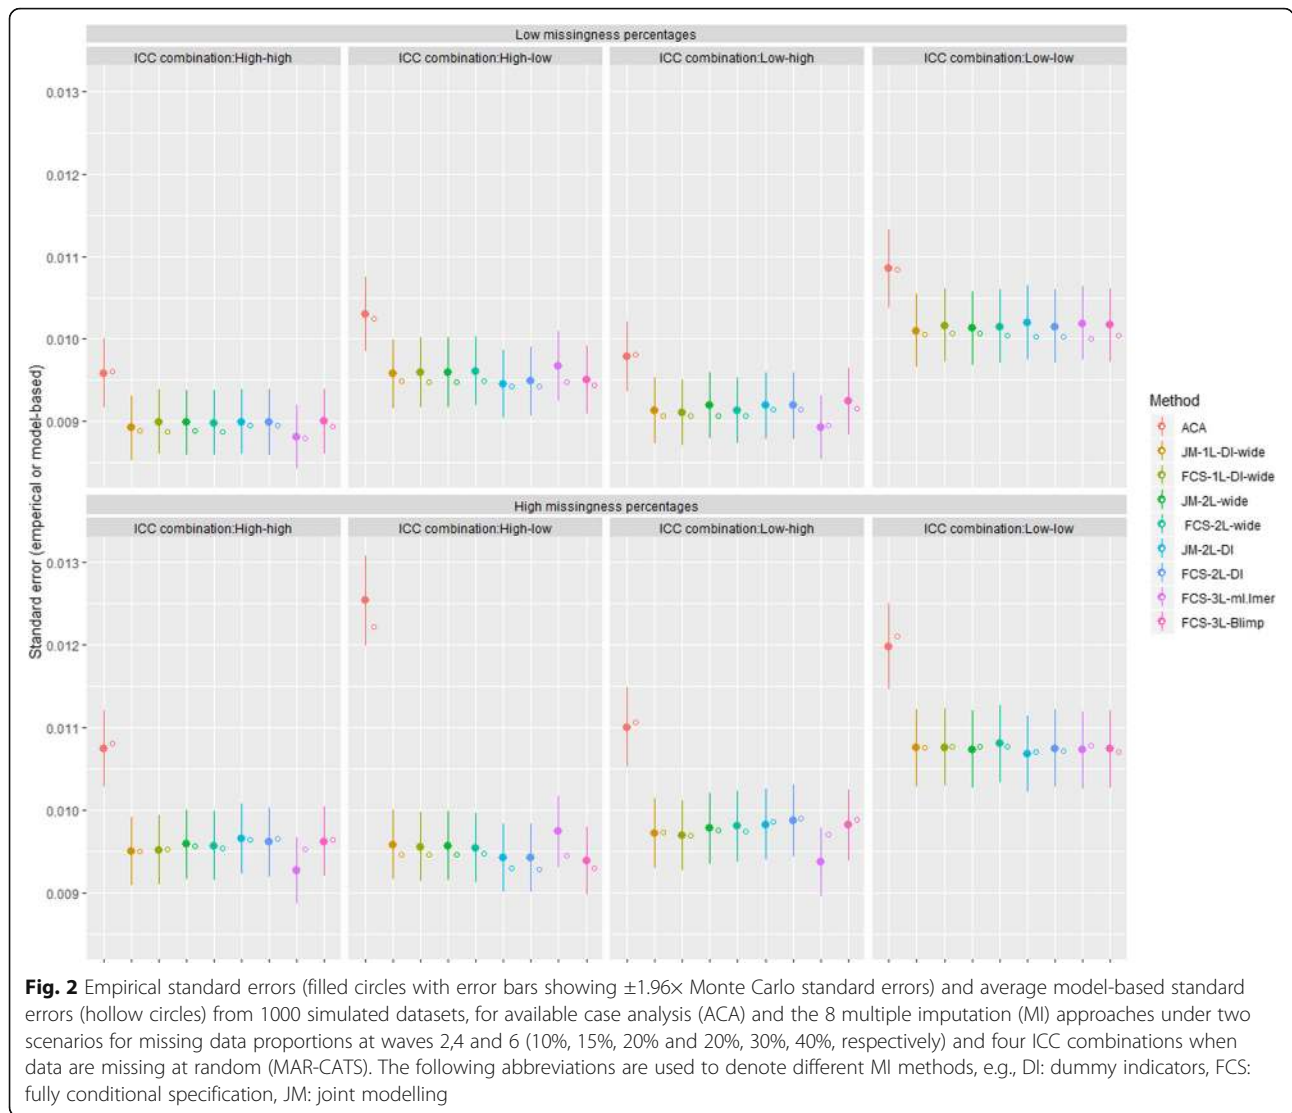 Low missingness percentages
ICC combination:High-high
ICC combination:High-low
ICC combination:Low-high
ICC combination:Low-low
0.013
0.012
0.011
0.010
0.009
High missingness percentages
ICC combination:High-high
ICC combination:High-low
ICC combination:Low-high
ICC combination:Low-low
0.013
0.012
0.011
0.010
0.009
Standard error (emperical or model-based)
Method
ACA
JM-1L-DI-wide
FCS-1L-DI-wide
JM-2L-wide
FCS-2L-wide
JM-2L-DI
FCS-2L-DI
FCS-3L-ml.lmer
FCS-3L-Blimp
Fig. 2 Empirical standard errors (filled circles with error bars showing ±1.96× Monte Carlo standard errors) and average model-based standard
errors (hollow circles) from 1000 simulated datasets, for available case analysis (ACA) and the 8 multiple imputation (MI) approaches under two
scenarios for missing data proportions at waves 2,4 and 6 (10%, 15%, 20% and 20%, 30%, 40%, respectively) and four ICC combinations when
data are missing at random (MAR-CATS). The following abbreviations are used to denote different MI methods, e.g., DI: dummy indicators, FCS:
fully conditional specification, JM: joint modelling